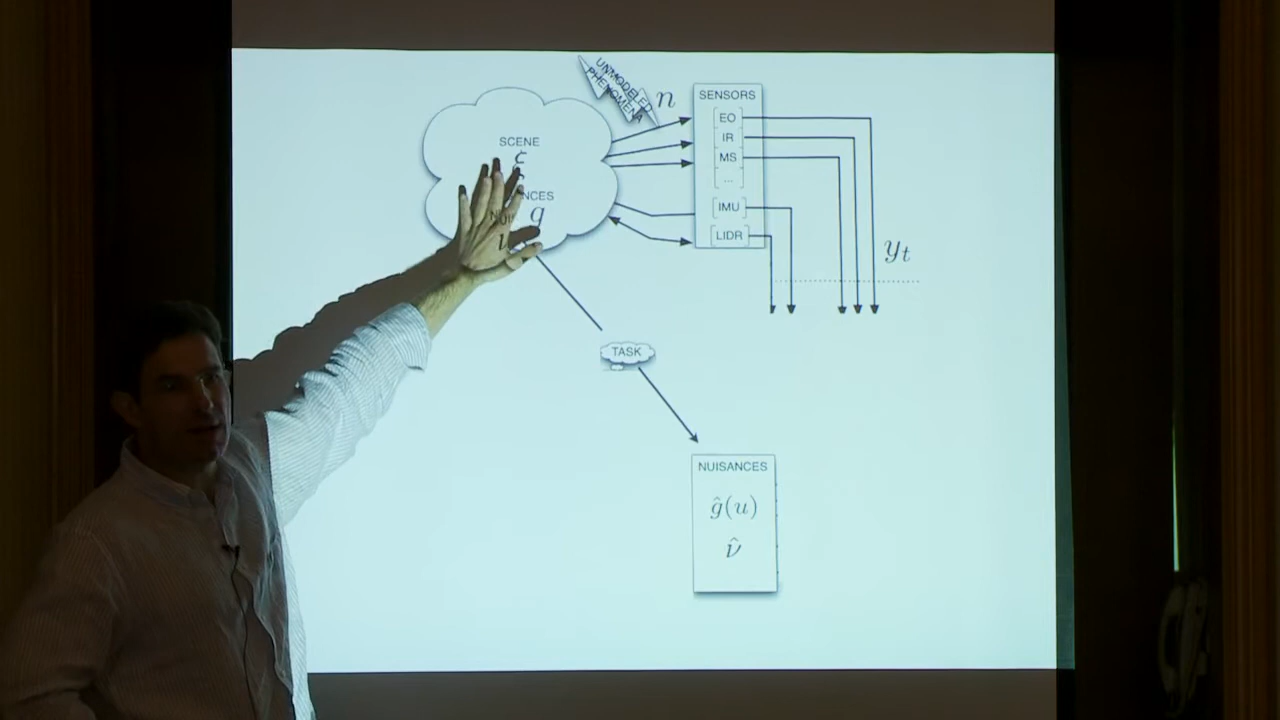 UNMODELED
PHENOMENA
n
SCENE
ξ
g
SENSORS
EO
IR
MS
...
IMU
LIDR
y_t
TASK
NUISANCES
ĝ(u)
ν̂